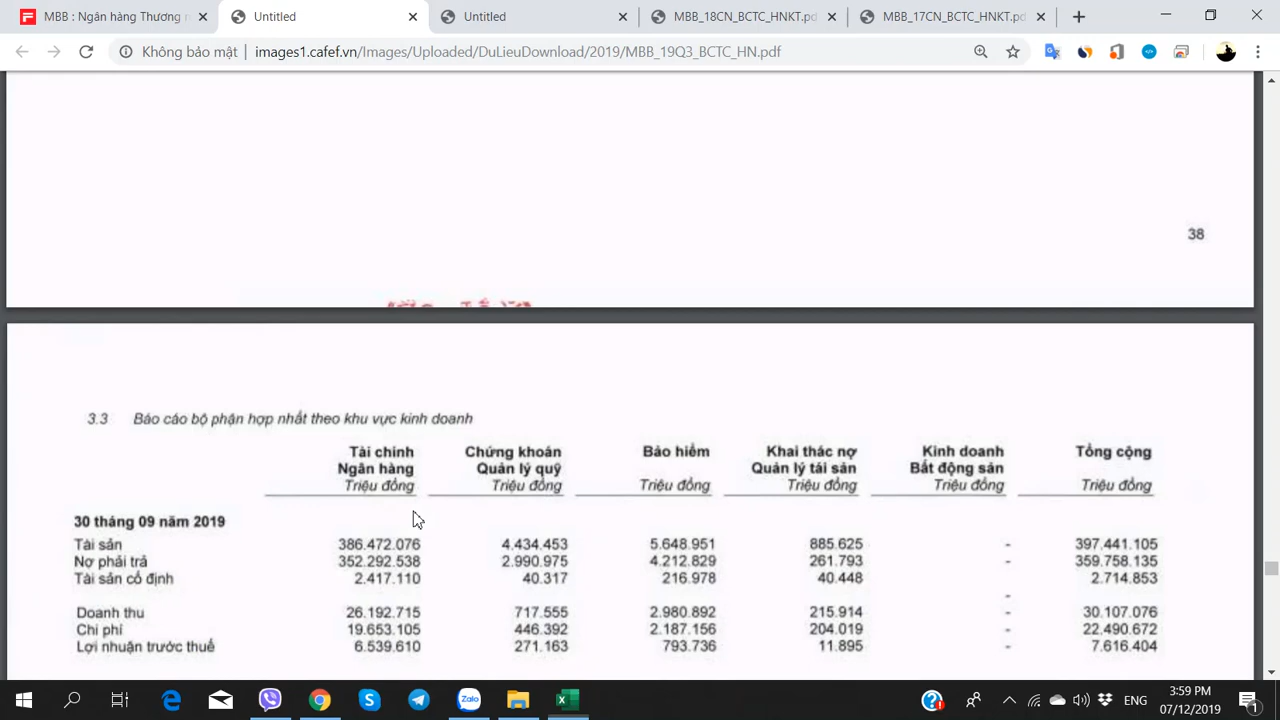 MBB : Ngân hàng Thương n
Untitled
Untitled
MBB_18CN_BCTC_HNKT.pd
MBB_17CN_BCTC_HNKT.pd
Không bảo mật | images1.cafef.vn/Images/Uploaded/DuLieuDownload/2019/MBB_19Q3_BCTC_HN.pdf
38
3.3 Báo cáo bộ phận hợp nhất theo khu vực kinh doanh
Tài chính Chứng khoán Bảo hiểm Khai thác nợ Kinh doanh Tổng cộng
Ngân hàng Quản lý quỹ Quản lý tài sản Bất động sản
Triệu đồng Triệu đồng Triệu đồng Triệu đồng Triệu đồng Triệu đồng
30 tháng 09 năm 2019
Tài sản 386.472.076 4.434.453 5.648.951 885.625 - 397.441.105
Nợ phải trả 352.292.538 2.990.975 4.212.829 261.793 - 359.758.135
Tài sản cố định 2.417.110 40.317 216.978 40.448 - 2.714.853
-
Doanh thu 26.192.715 717.555 2.980.892 215.914 - 30.107.076
Chi phí 19.653.105 446.392 2.187.156 204.019 - 22.490.672
Lợi nhuận trước thuế 6.539.610 271.163 793.736 11.895 - 7.616.404
Zalo
ENG
3:59 PM
07/12/2019
1